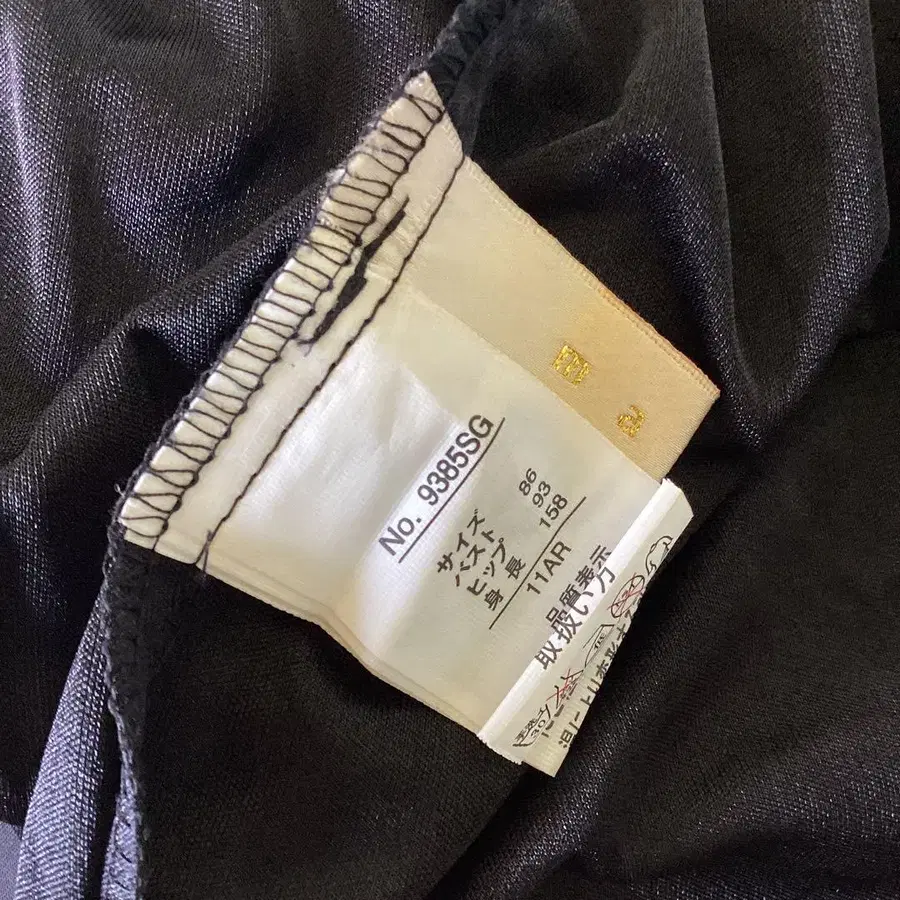 No. 9385SG
サイズ
バスト 86
ヒップ 93
身長 158
11AR
品質表示
取扱い方